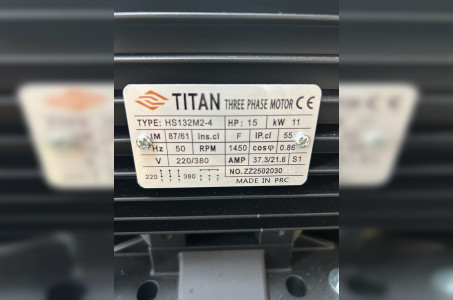 TITAN THREE PHASE MOTOR CE
TYPE: HS132M2-4 HP: 15 kW 11
IM 87/61 Ins.cl F IP.cl 55
Hz 50 RPM 1450 cosφ 0.86
V 220/380 AMP 37.3/21.6 S1
220 380 NO. ZZ2502030
MADE IN PRC